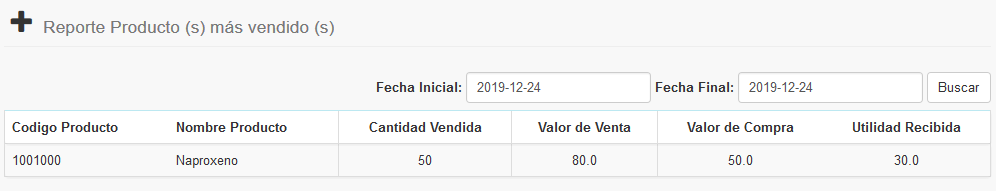 Reporte Producto (s) más vendido (s)
Fecha Inicial: 2019-12-24 Fecha Final: 2019-12-24 Buscar
Codigo Producto Nombre Producto Cantidad Vendida Valor de Venta Valor de Compra Utilidad Recibida
1001000 Naproxeno 50 80.0 50.0 30.0